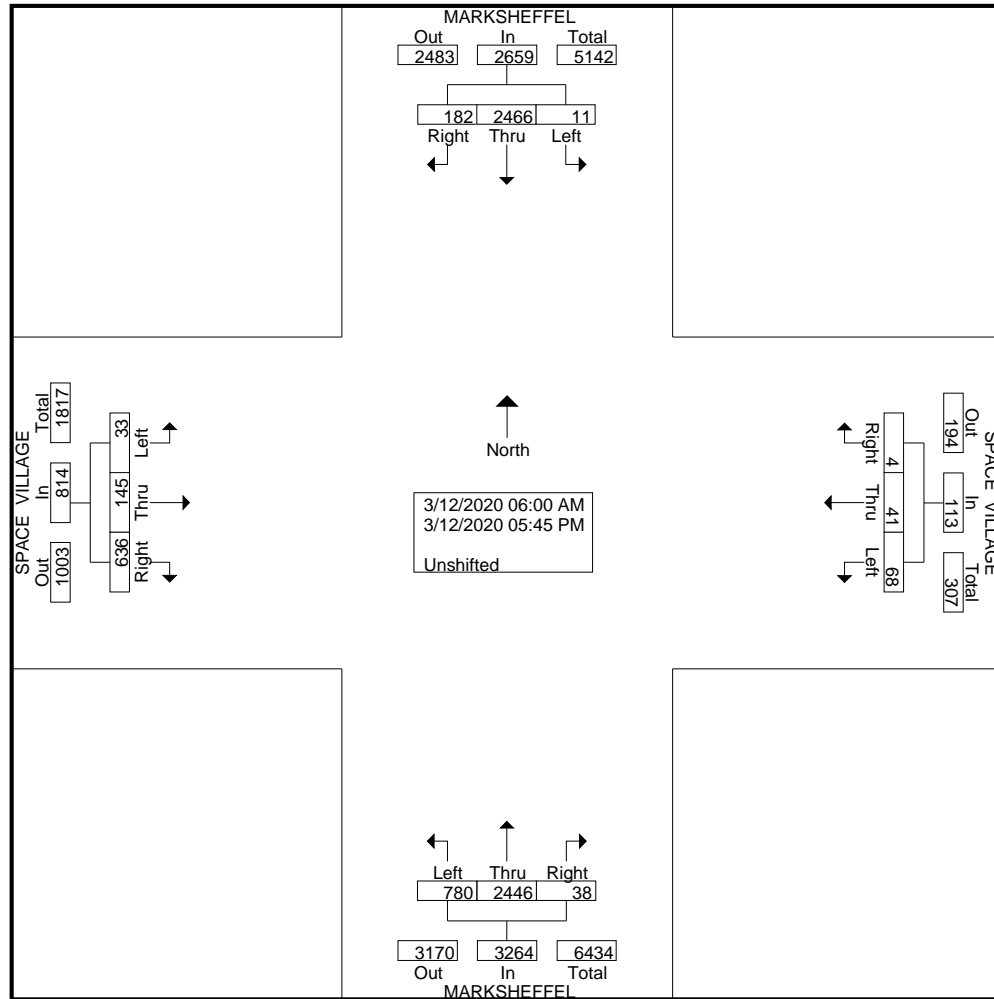 MARKSHEFFEL
Out In Total
2483 2659 5142
182 2466 11
Right Thru Left
SPACE VILLAGE
Out In Total
1003 814 1817
33 145 636
Left Thru Right
North
3/12/2020 06:00 AM
3/12/2020 05:45 PM
Unshifted
Right Thru Left
4 41 68
Out In Total
194 113 307
SPACE VILLAGE
Left Thru Right
780 2446 38
3170 3264 6434
Out In Total
MARKSHEFFEL